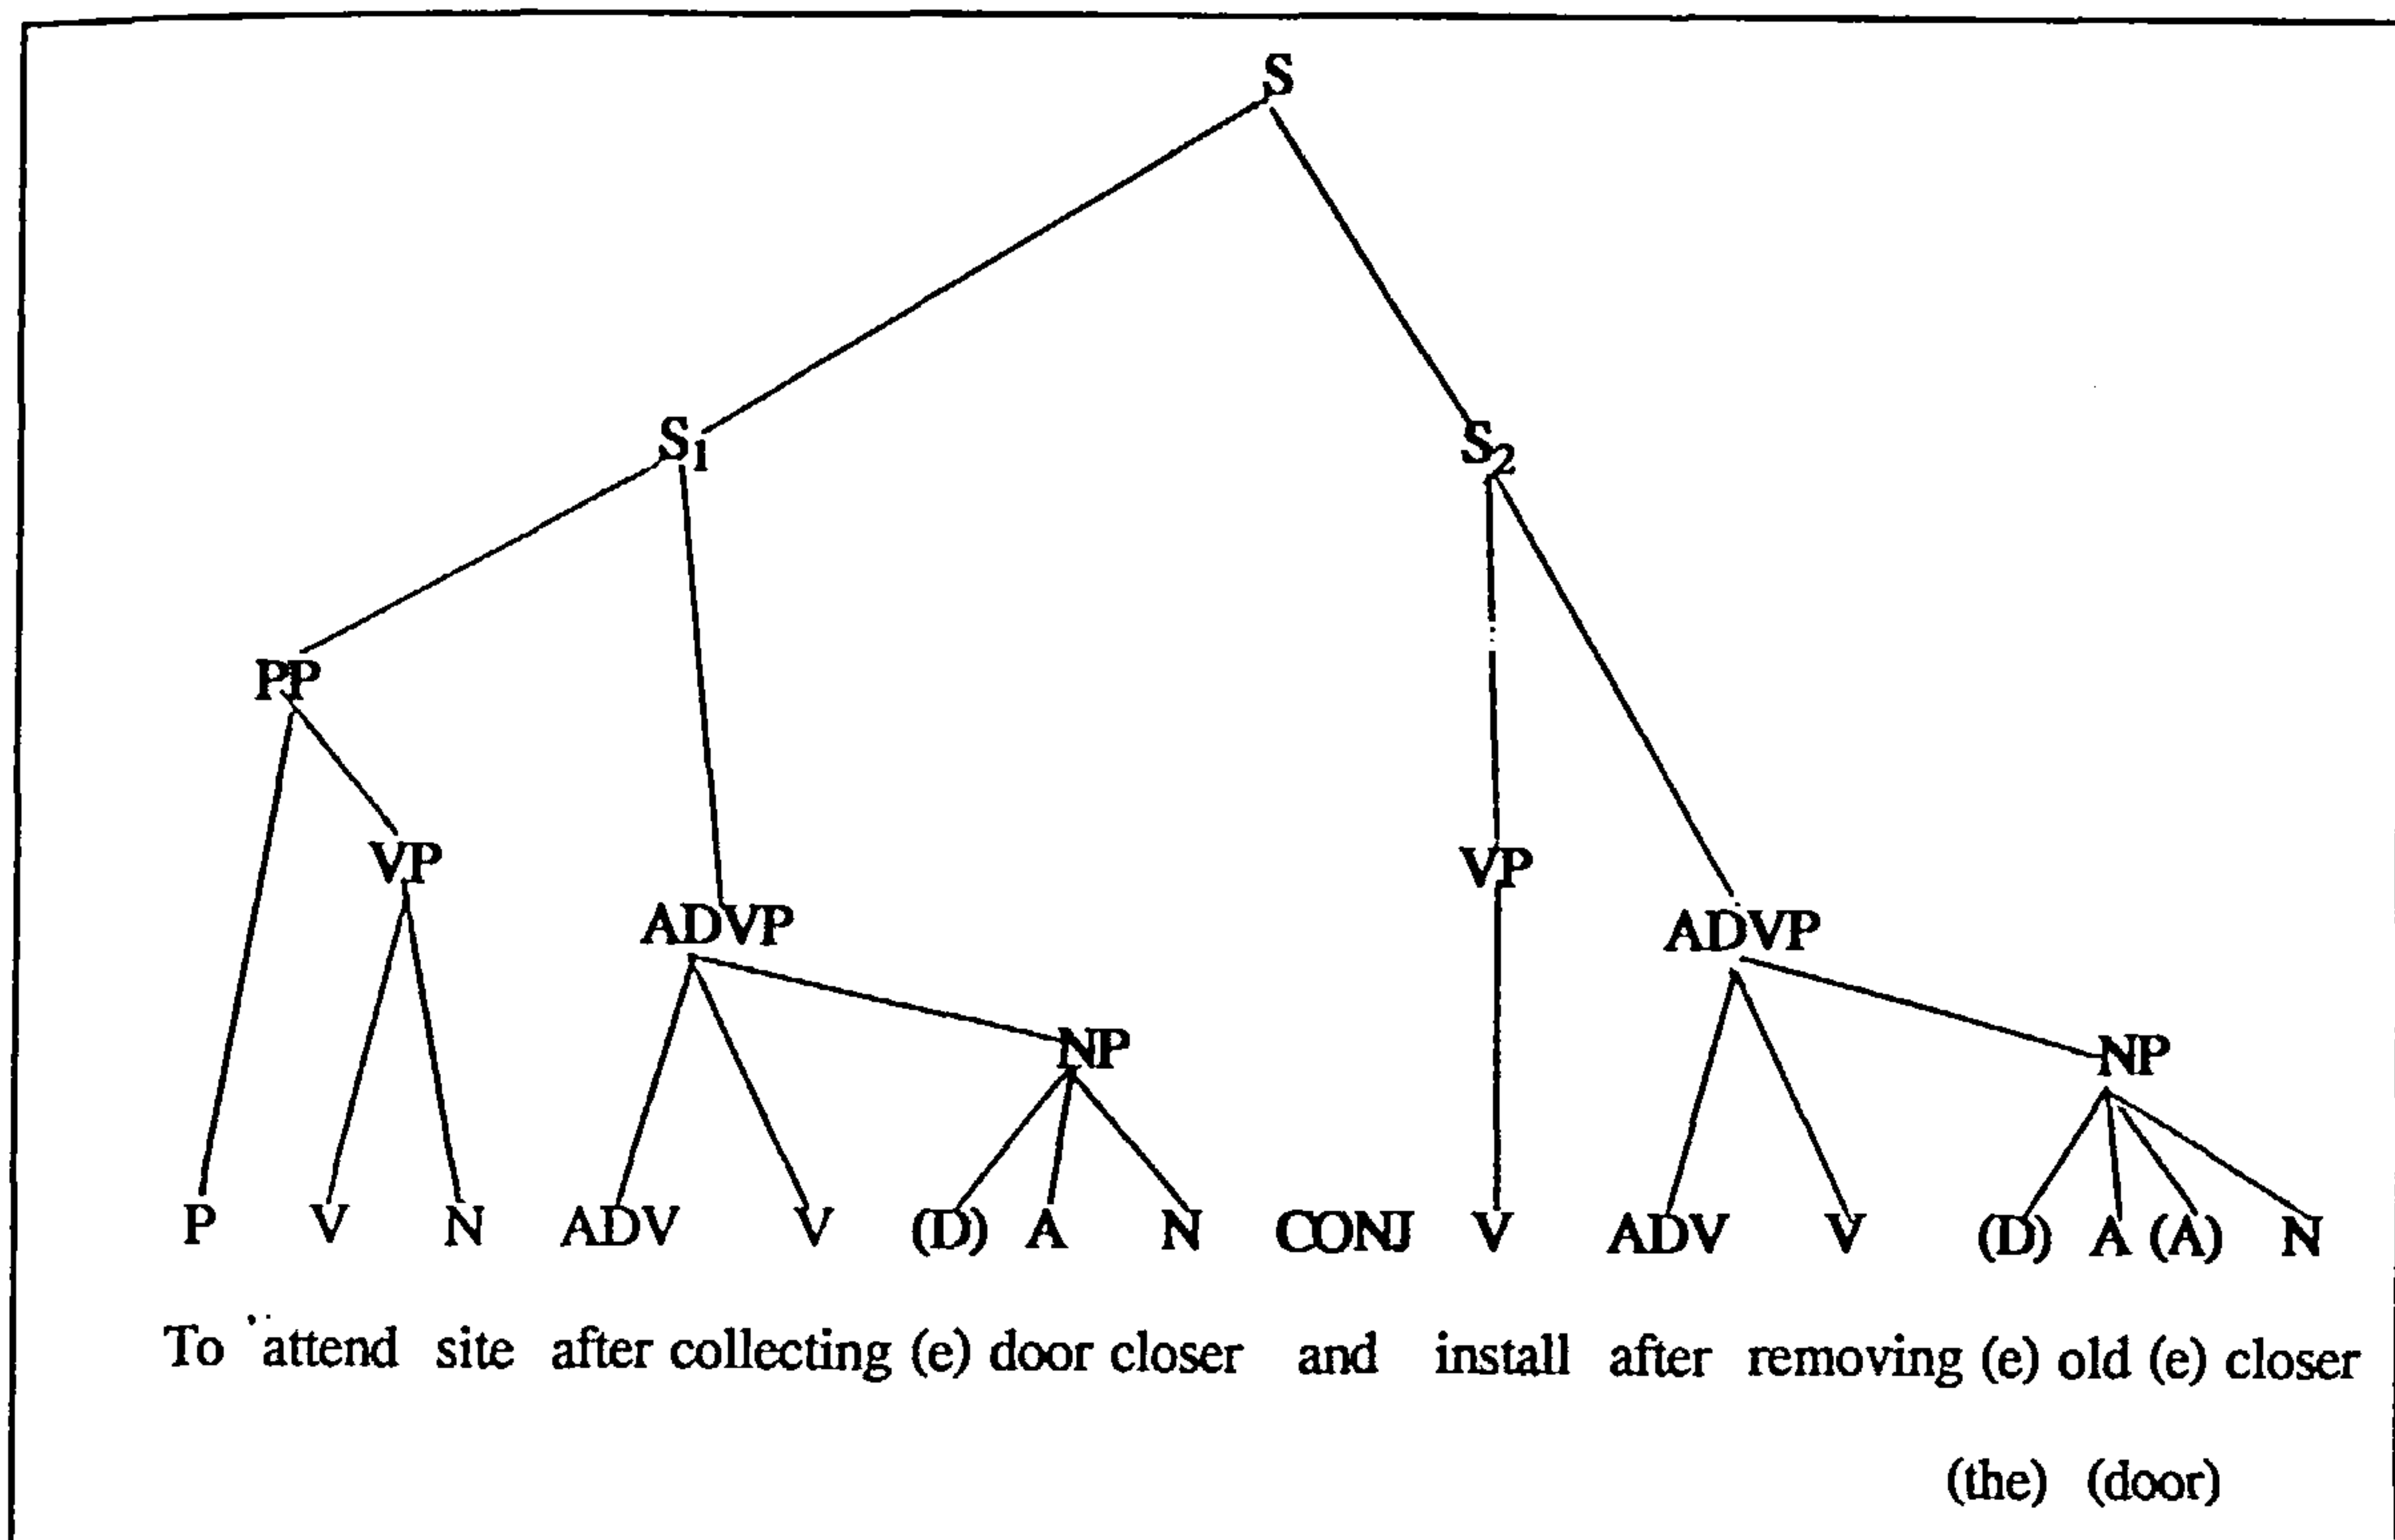 S
S1 S2
PP
VP VP
ADVP ADVP
NP NP
P V N ADV V (D) A N CONJ V ADV V (D) A (A) N
To attend site after collecting (e) door closer and install after removing (e) old (e) closer
(the) (door)